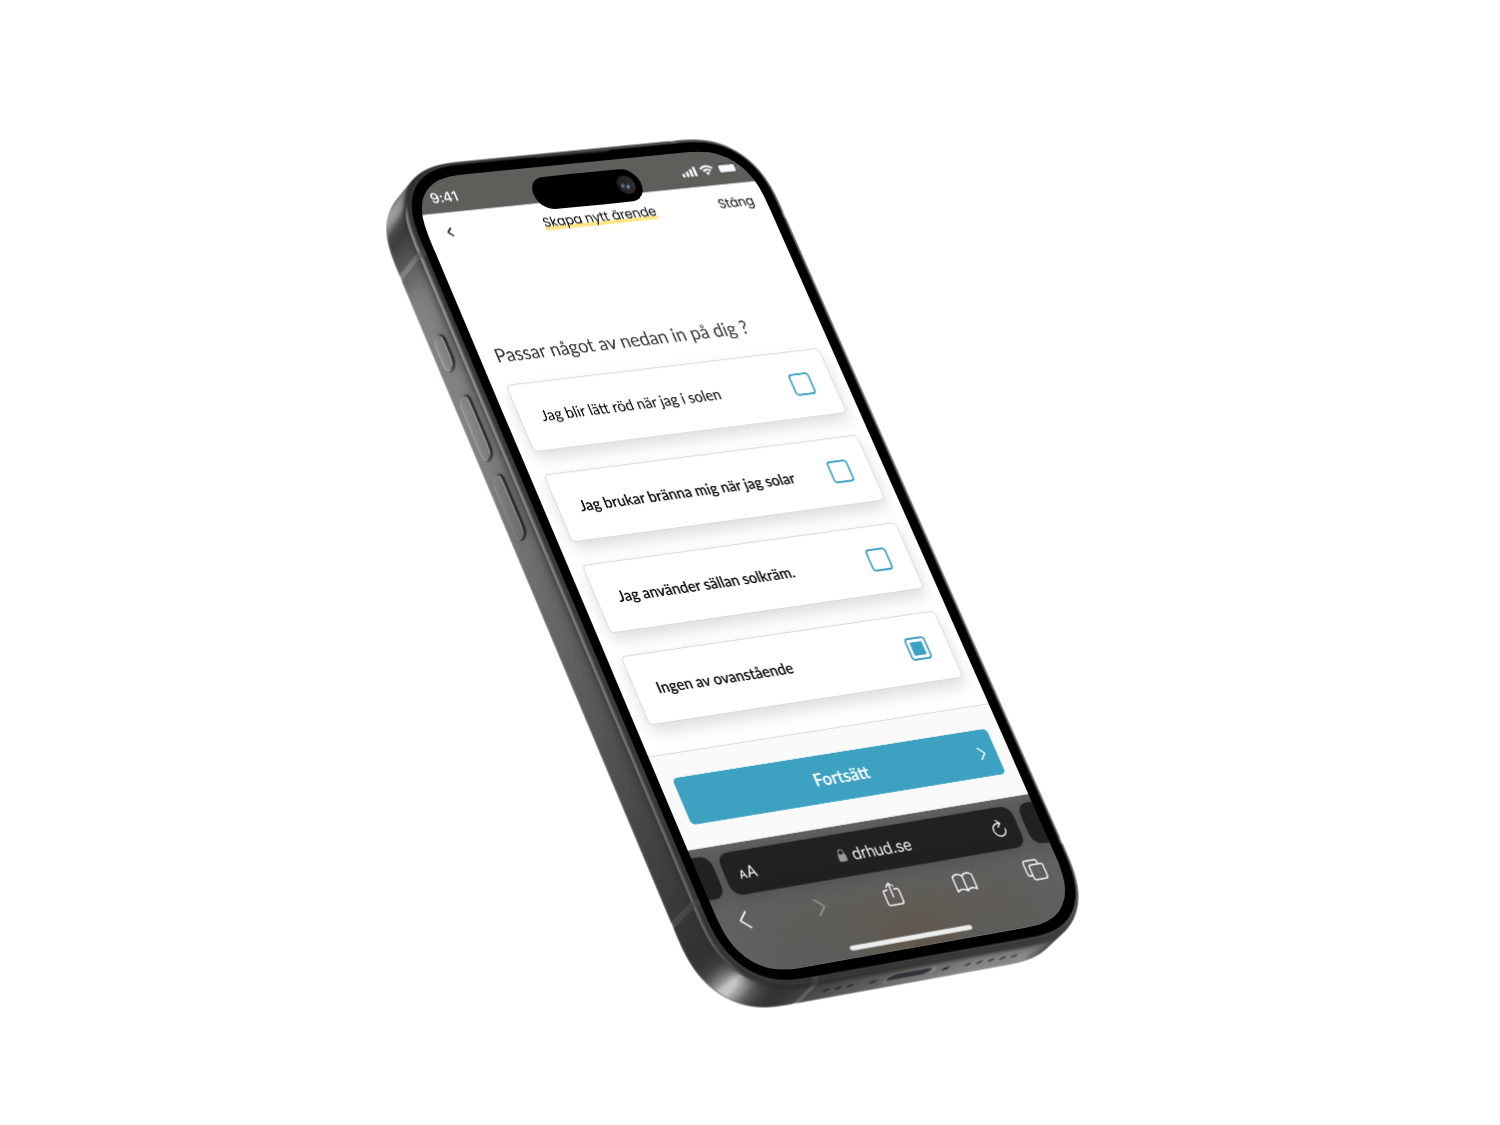 9:41
Skapa nytt ärende
Stäng
Passar något av nedan in på dig ?
Jag blir lätt röd när jag i solen
Jag brukar bränna mig när jag solar
Jag använder sällan solkräm.
Ingen av ovanstående
Fortsätt
AA
drhud.se